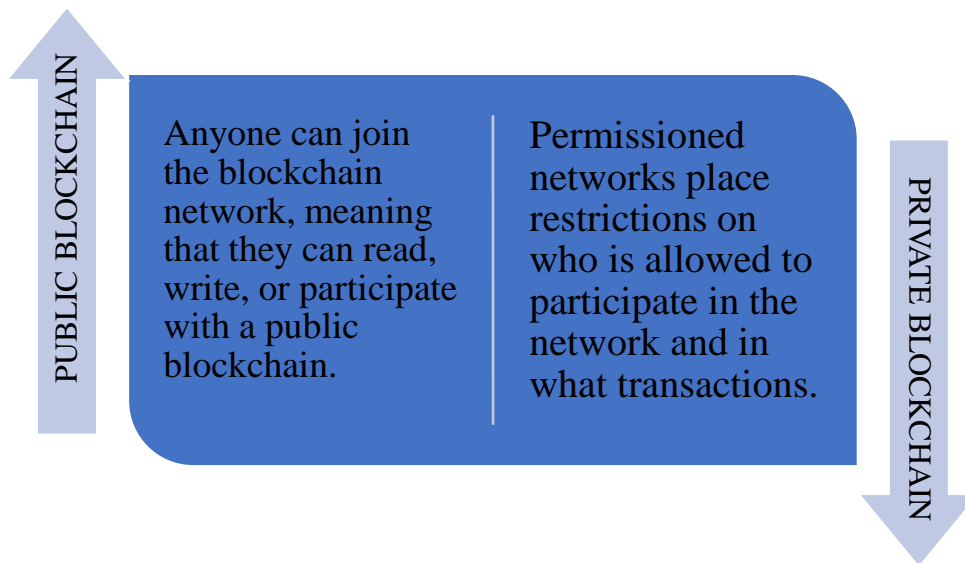 PUBLIC BLOCKCHAIN
Anyone can join
the blockchain
network, meaning
that they can read,
write, or participate
with a public
blockchain.
Permissioned
networks place
restrictions on
who is allowed to
participate in the
network and in
what transactions.
PRIVATE BLOCKCHAIN